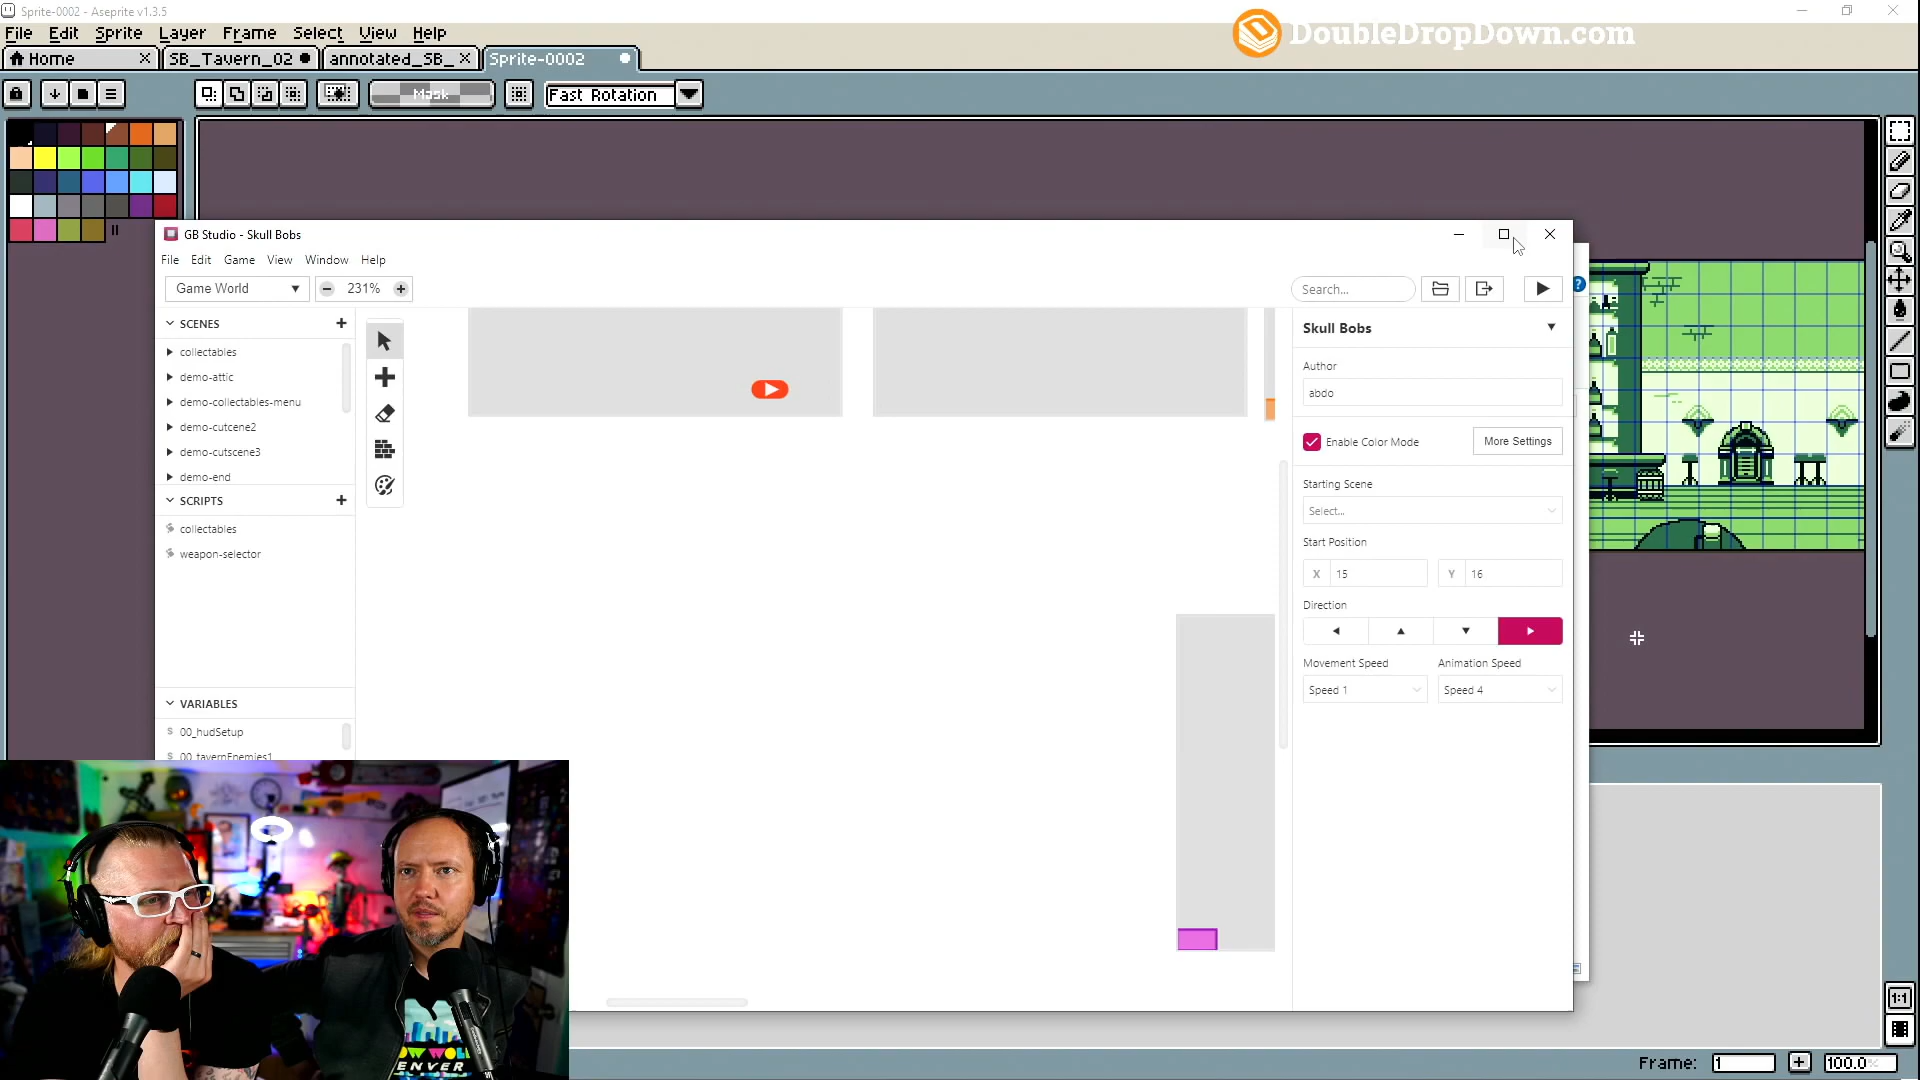 Sprite-0002 - Aseprite v1.3.5
File Edit Sprite Layer Frame Select View Help
DoubleDropDown.com
Home
SB_Tavern_02
annotated_SB_
Sprite-0002
Mask
Fast Rotation
GB Studio - Skull Bobs
File Edit Game View Window Help
Game World
231%
Search...
SCENES
collectables
demo-attic
demo-collectables-menu
demo-cutcene2
demo-cutscene3
demo-end
SCRIPTS
collectables
weapon-selector
VARIABLES
00_hudSetup
00_tavernEnemies1
Skull Bobs
Author
abdo
Enable Color Mode
More Settings
Starting Scene
Select...
Start Position
X 15
Y 16
Direction
Movement Speed
Animation Speed
Speed 1
Speed 4
ENVER
Frame: 1
100.0
1:1